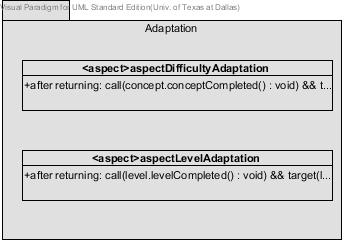 Visual Paradigm for UML Standard Edition(Univ. of Texas at Dallas)
Adaptation
<aspect>aspectDifficultyAdaptation
+after returning: call(concept.conceptCompleted() : void) && t...
<aspect>aspectLevelAdaptation
+after returning: call(level.levelCompleted() : void) && target(l...